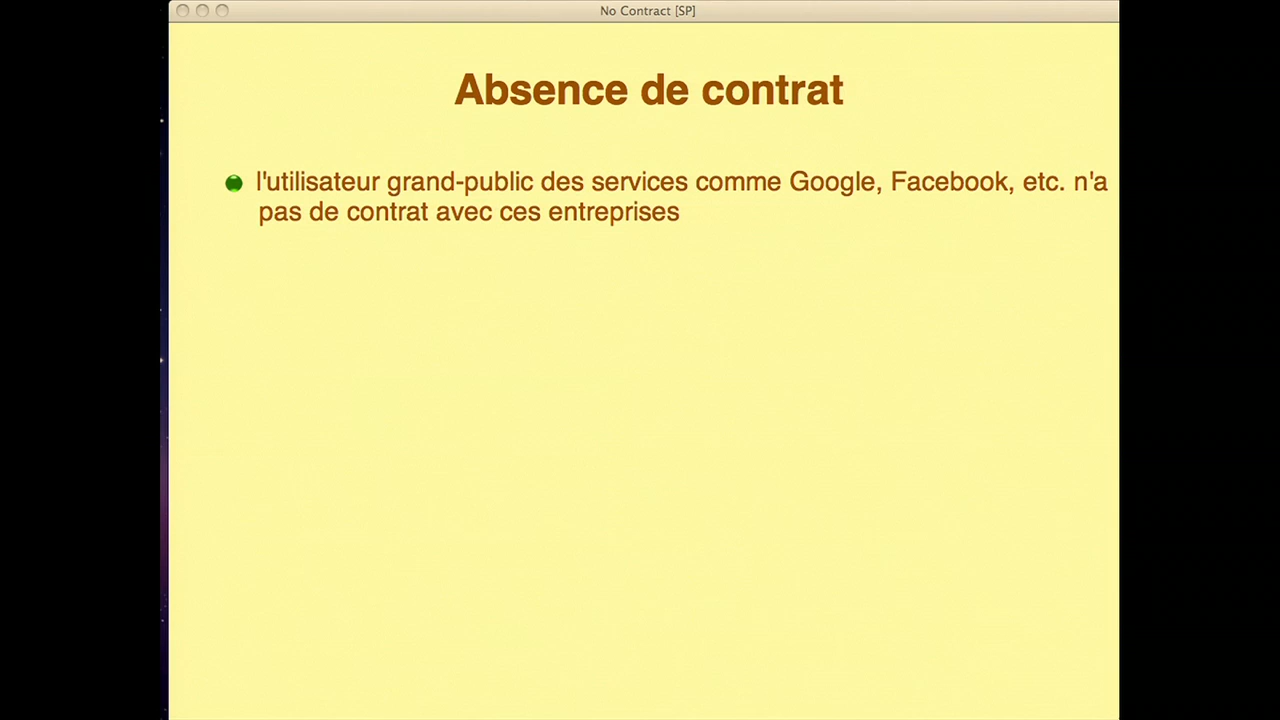 No Contract [SP]
Absence de contrat
l'utilisateur grand-public des services comme Google, Facebook, etc. n'a
pas de contrat avec ces entreprises